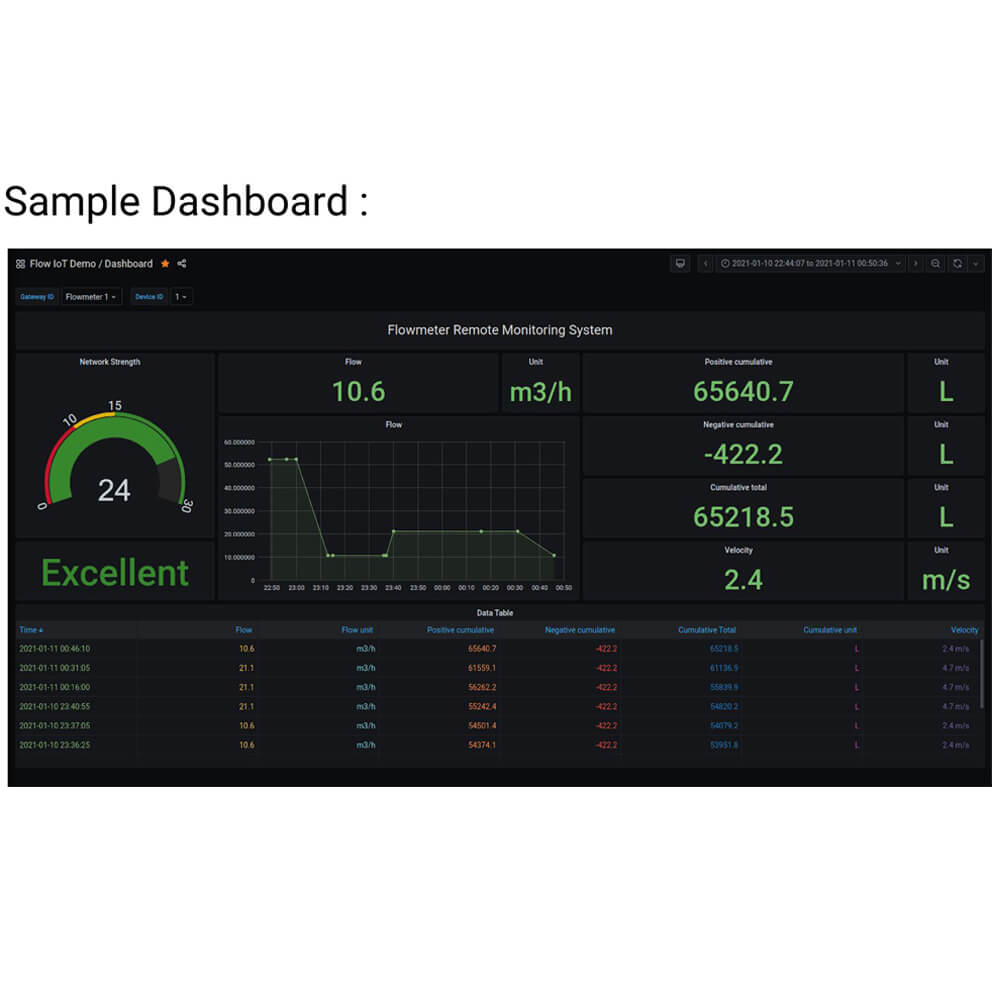 Sample Dashboard :
Flow IoT Demo / Dashboard
2021-01-10 22:44:07 to 2021-01-11 00:50:36
Gateway ID Flowmeter 1 Device ID 1
Flowmeter Remote Monitoring System
Network Strength
0 10 15 30
24
Excellent
Flow
10.6
Unit
m3/h
Positive cumulative
65640.7
Unit
L
Flow
60.000000
50.000000
40.000000
30.000000
20.000000
10.000000
0
22:50 23:00 23:10 23:20 23:30 23:40 23:50 00:00 00:10 00:20 00:30 00:40 00:50
Negative cumulative
-422.2
Unit
L
Cumulative total
65218.5
Unit
L
Velocity
2.4
Unit
m/s
Data Table
Time Flow Flow unit Positive cumulative Negative cumulative Cumulative Total Cumulative unit Velocity
2021-01-11 00:46:10 10.6 m3/h 65640.7 -422.2 65218.5 L 2.4 m/s
2021-01-11 00:31:05 21.1 m3/h 61559.1 -422.2 61136.9 L 4.7 m/s
2021-01-11 00:16:00 21.1 m3/h 56262.2 -422.2 55839.9 L 4.7 m/s
2021-01-10 23:40:55 21.1 m3/h 55242.4 -422.2 54820.2 L 4.7 m/s
2021-01-10 23:37:05 10.6 m3/h 54501.4 -422.2 54079.2 L 2.4 m/s
2021-01-10 23:36:25 10.6 m3/h 54374.1 -422.2 53951.8 L 2.4 m/s